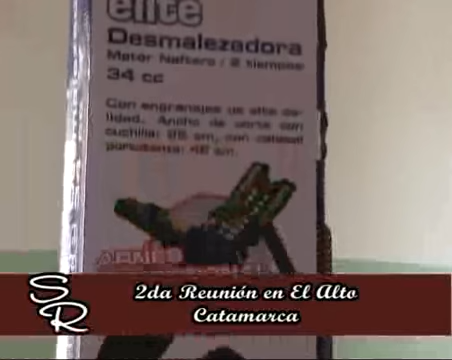 elite
Desmalezadora
Motor Naftero / 2 tiempos
34 cc
Con engranajes de alta ca-
lidad. Ancho de corte con
cuchilla: 25 cm, con cabezal
SR
2da Reunión en El Alto
Catamarca